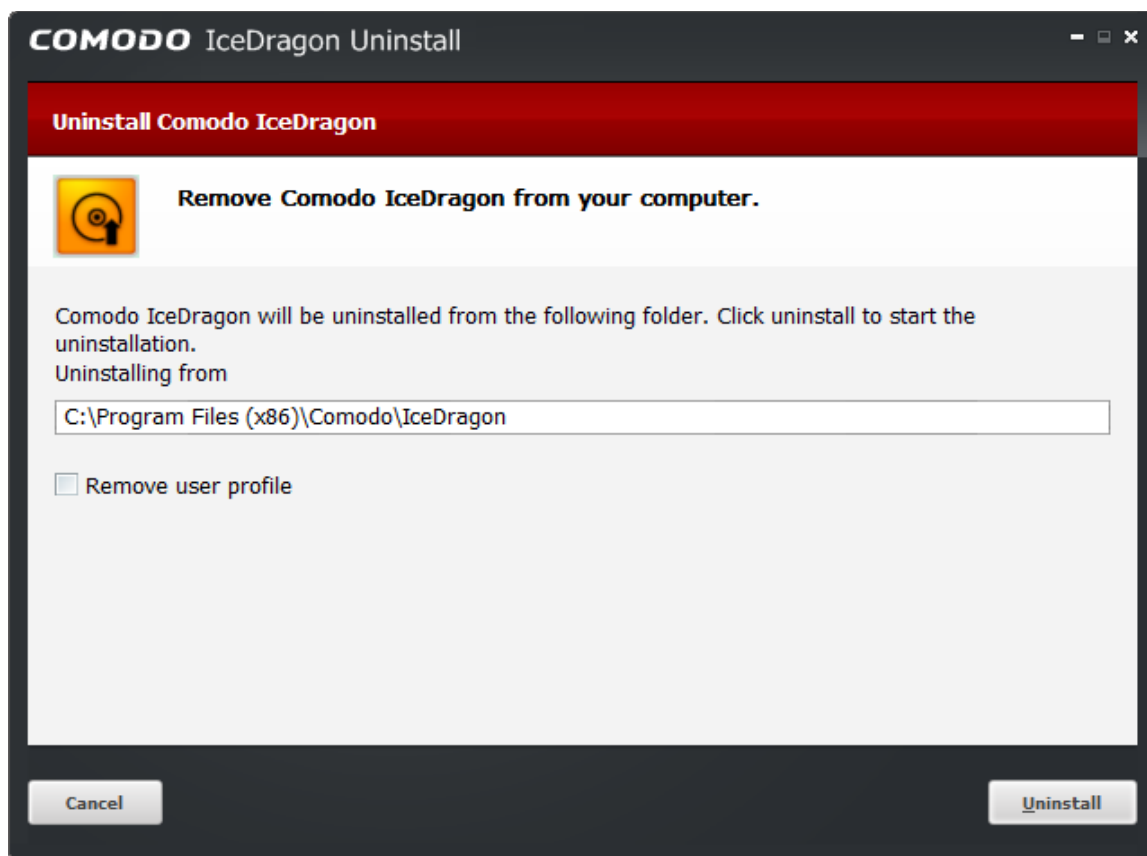 COMODO IceDragon Uninstall
Uninstall Comodo IceDragon
Remove Comodo IceDragon from your computer.
Comodo IceDragon will be uninstalled from the following folder. Click uninstall to start the
uninstallation.
Uninstalling from
C:\Program Files (x86)\Comodo\IceDragon
Remove user profile
Cancel
Uninstall